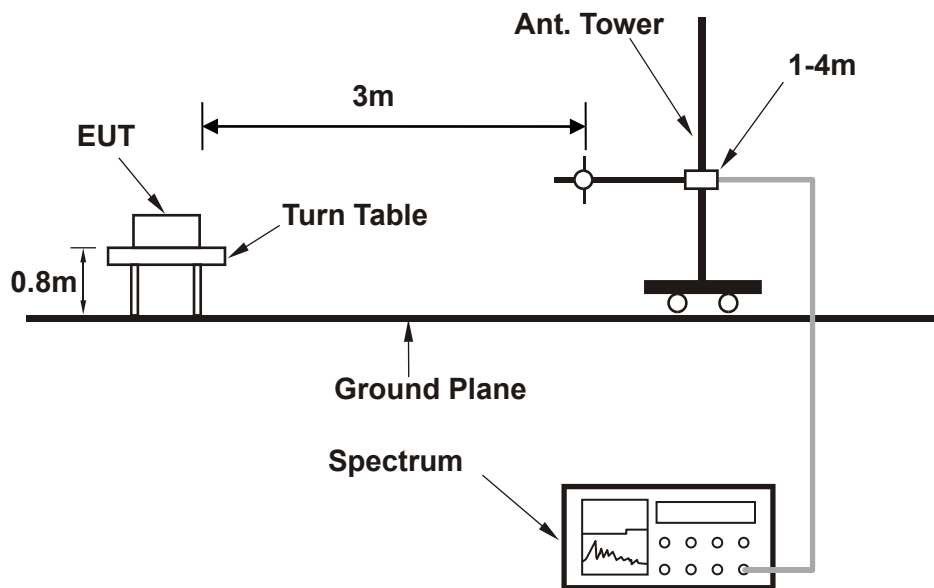 Ant. Tower
1-4m
3m
EUT
Turn Table
0.8m
Ground Plane
Spectrum